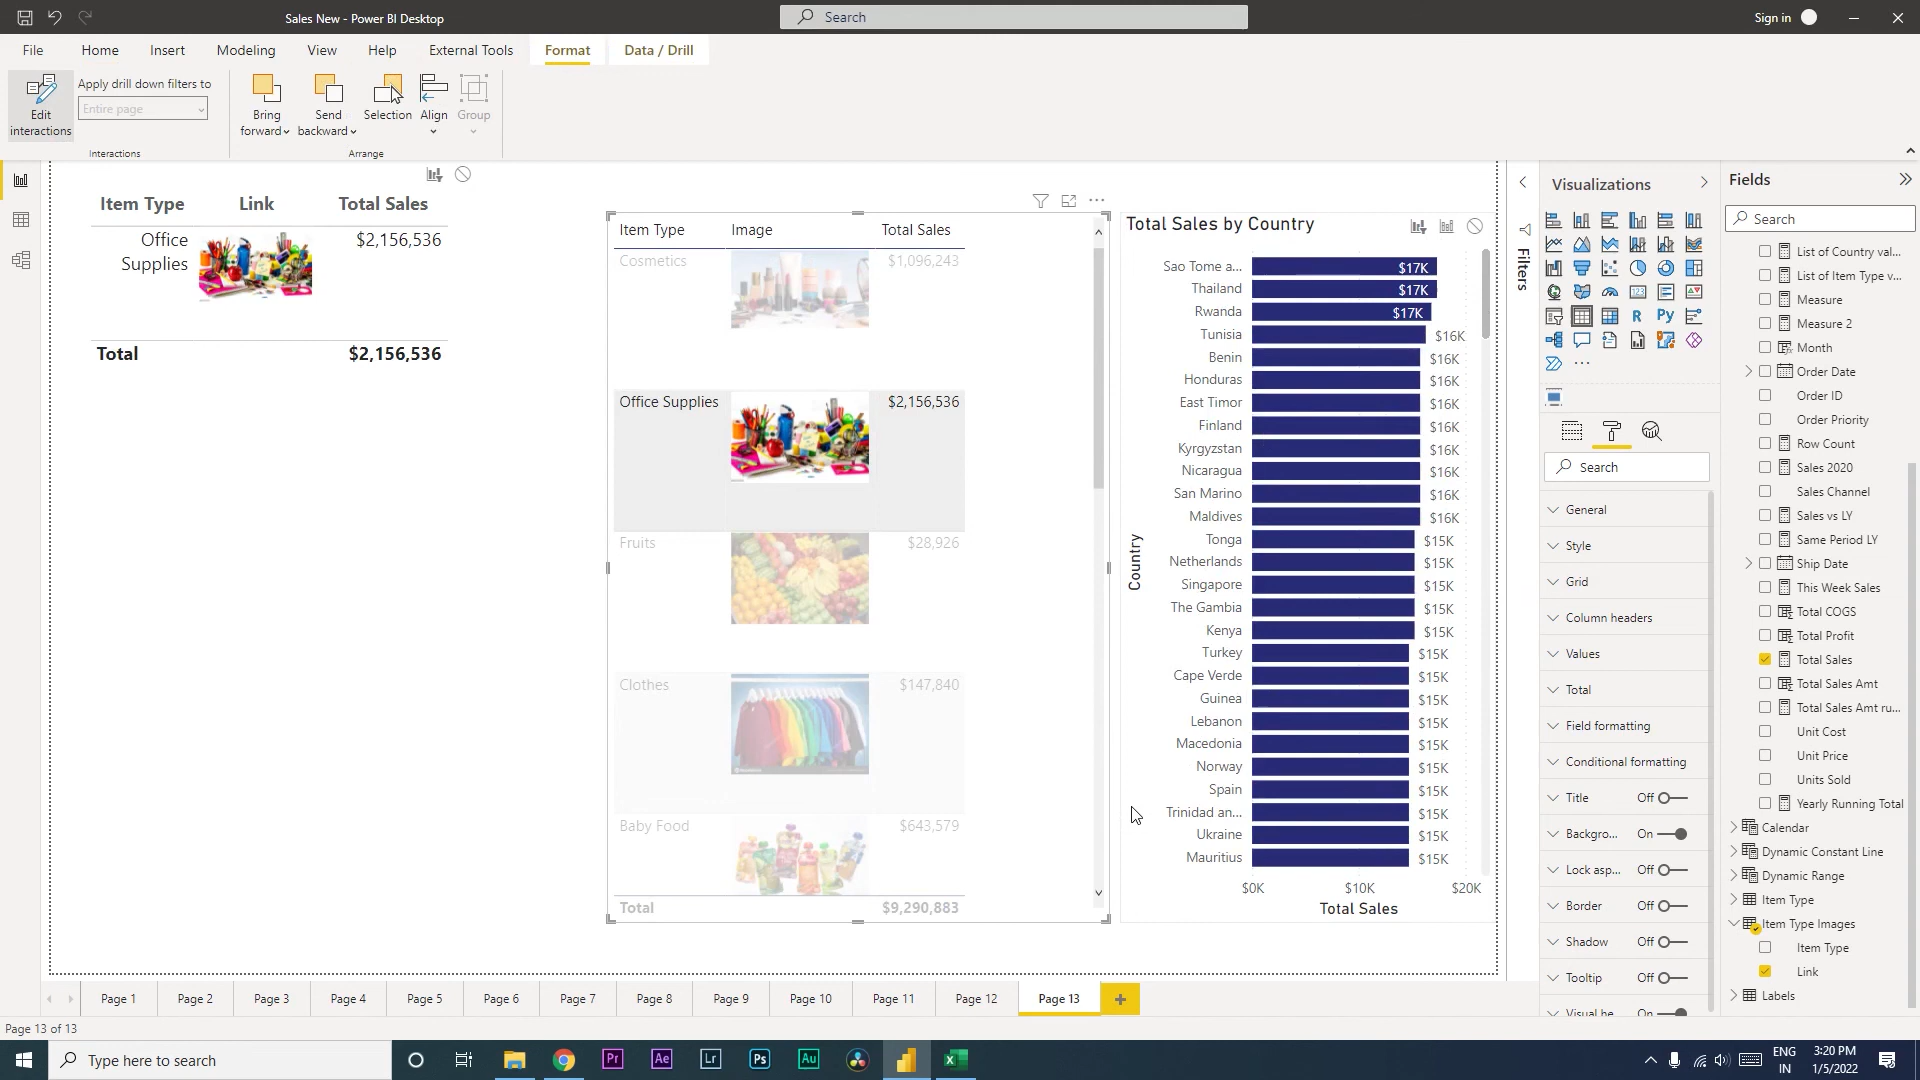 Sales New - Power BI Desktop
Search
Sign in
File
Home
Insert
Modeling
View
Help
External Tools
Format
Data / Drill
Edit interactions
Apply drill down filters to
Entire page
Bring forward
Send backward
Selection
Align
Group
Interactions
Arrange
Item Type Link Total Sales
Office Supplies $2,156,536
Total $2,156,536
Item Type Image Total Sales
Cosmetics $1,096,243
Office Supplies $2,156,536
Fruits $28,926
Clothes $147,840
Baby Food $643,579
Total $9,290,883
Total Sales by Country
Country
Sao Tome a... $17K
Thailand $17K
Rwanda $17K
Tunisia $16K
Benin $16K
Honduras $16K
East Timor $16K
Finland $16K
Kyrgyzstan $16K
Nicaragua $16K
San Marino $16K
Maldives $16K
Tonga $15K
Netherlands $15K
Singapore $15K
The Gambia $15K
Kenya $15K
Turkey $15K
Cape Verde $15K
Guinea $15K
Lebanon $15K
Macedonia $15K
Norway $15K
Spain $15K
Trinidad an... $15K
Ukraine $15K
Mauritius $15K
$0K $10K $20K
Total Sales
Filters
Visualizations
123
R
Py
Search
General
Style
Grid
Column headers
Values
Total
Field formatting
Conditional formatting
Title Off
Backgro... On
Lock asp... Off
Border Off
Shadow Off
Tooltip Off
Visual he... On
Fields
Search
List of Country val...
List of Item Type v...
Measure
Measure 2
Month
Order Date
Order ID
Order Priority
Row Count
Sales 2020
Sales Channel
Sales vs LY
Same Period LY
Ship Date
This Week Sales
Total COGS
Total Profit
Total Sales
Total Sales Amt
Total Sales Amt ru...
Unit Cost
Unit Price
Units Sold
Yearly Running Total
Calendar
Dynamic Constant Line
Dynamic Range
Item Type
Item Type Images
Item Type
Link
Labels
Page 1
Page 2
Page 3
Page 4
Page 5
Page 6
Page 7
Page 8
Page 9
Page 10
Page 11
Page 12
Page 13
Page 13 of 13
Type here to search
Pr
Ae
Lr
Ps
Au
ENG
IN
3:20 PM
1/5/2022